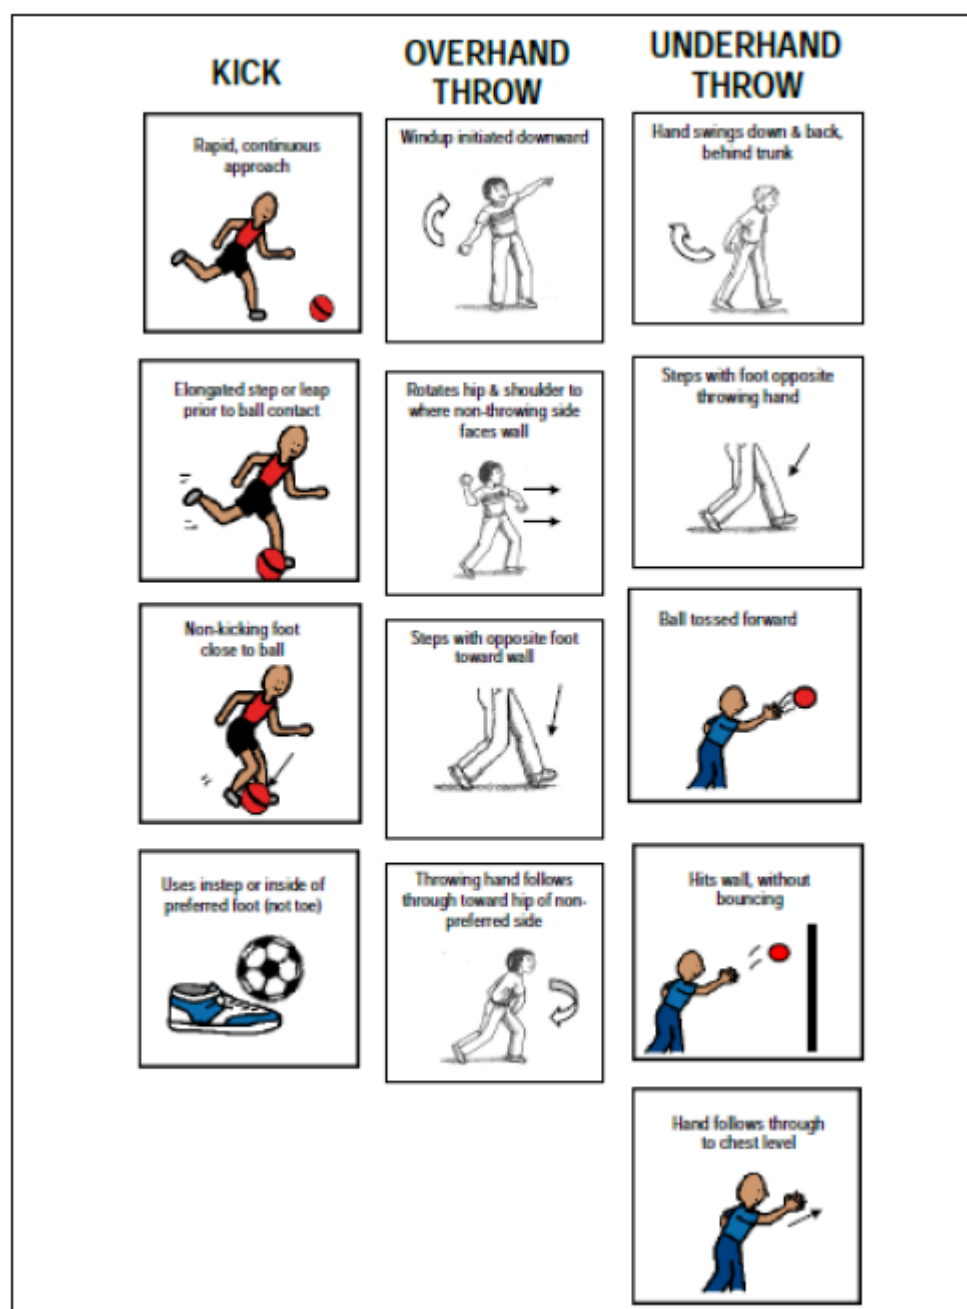 KICK
Rapid, continuous
approach
Elongated step or leap
prior to ball contact
Non-kicking foot
close to ball
Uses instep or inside of
preferred foot (not toe)
OVERHAND
THROW
Windup initiated downward
Rotates hip & shoulder to
where non-throwing side
faces wall
Steps with opposite foot
toward wall
Throwing hand follows
through toward hip of non-
preferred side
UNDERHAND
THROW
Hand swings down & back,
behind trunk
Steps with foot opposite
throwing hand
Ball tossed forward
Hits wall, without
bouncing
Hand follows through
to chest level